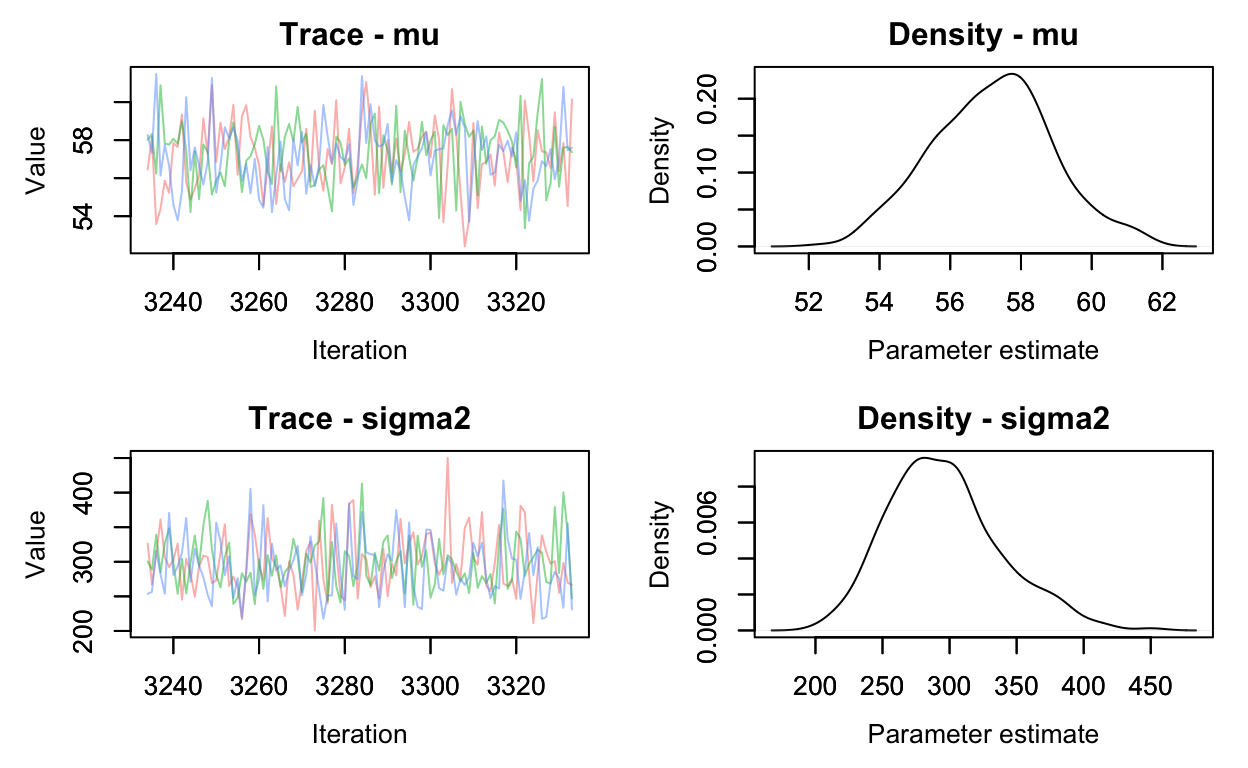 Trace - mu
Value
58
54
3240 3260 3280 3300 3320
Iteration
Density - mu
Density
0.20
0.10
0.00
52 54 56 58 60 62
Parameter estimate
Trace - sigma2
Value
400
300
200
3240 3260 3280 3300 3320
Iteration
Density - sigma2
Density
0.006
0.000
200 250 300 350 400 450
Parameter estimate